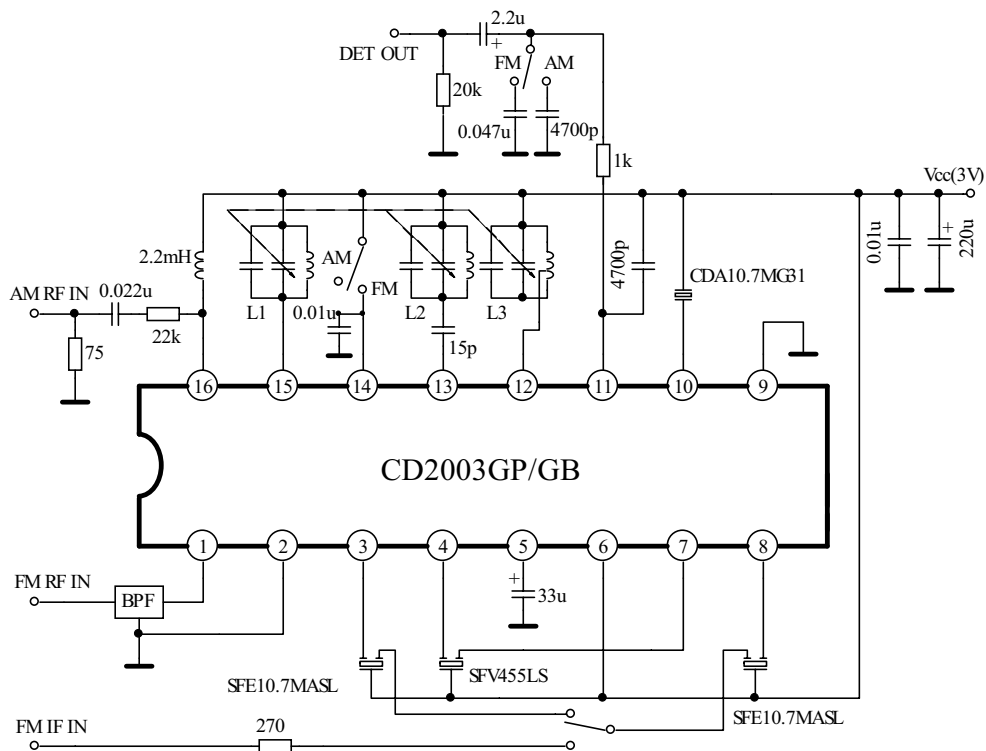 2.2u
+
DET OUT
FM
AM
20k
0.047u
4700p
1k
Vcc(3V)
2.2mH
AM
FM
4700p
0.01u
+
220u
CDA10.7MG31
AM RF IN
0.022u
L1
0.01u
L2
L3
22k
15p
75
16
15
14
13
12
11
10
9
CD2003GP/GB
1
2
3
4
5
6
7
8
FM RF IN
BPF
+
33u
SFE10.7MASL
SFV455LS
SFE10.7MASL
FM IF IN
270